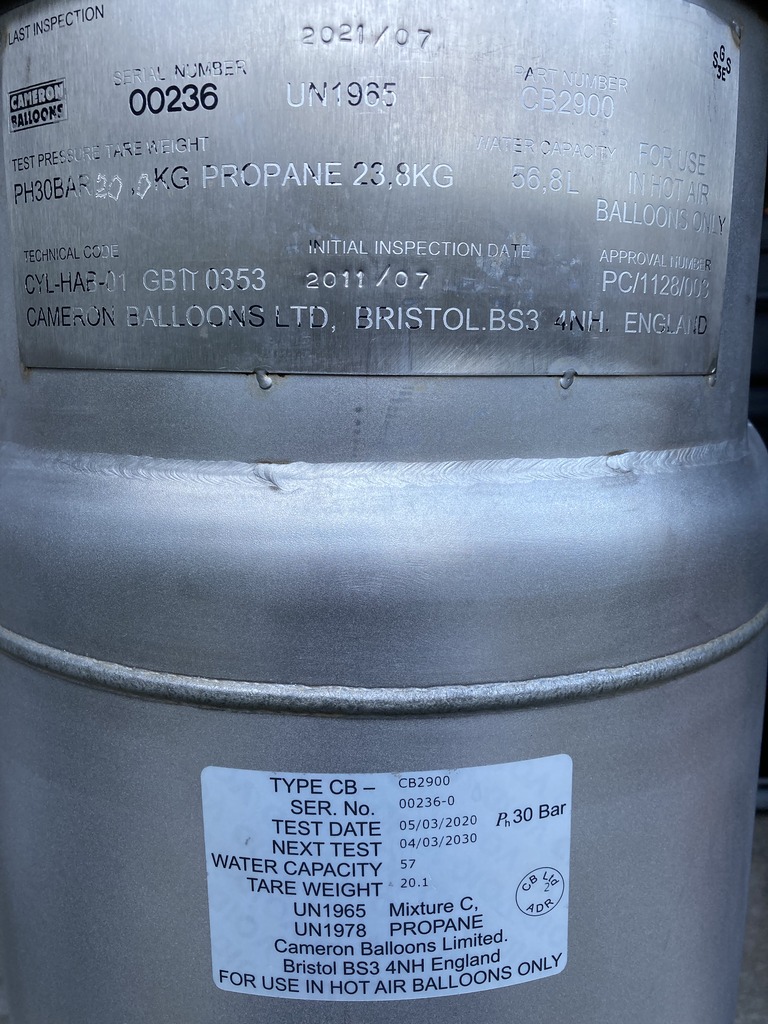 LAST INSPECTION 2021/07
CAMERON BALLOONS
SERIAL NUMBER PART NUMBER
00236 UN1965 CB2900
TEST PRESSURE TARE WEIGHT WATER CAPACITY FOR USE
PH30BAR 20,0KG PROPANE 23,8KG 56,8L IN HOT AIR
BALLOONS ONLY
TECHNICAL CODE INITIAL INSPECTION DATE APPROVAL NUMBER
CYL-HAB-01 GB 0353 2011/07 PC/1128/003
CAMERON BALLOONS LTD, BRISTOL.BS3 4NH. ENGLAND
TYPE CB – CB2900
SER. No. 00236-0
TEST DATE 05/03/2020 Ph 30 Bar
NEXT TEST 04/03/2030
WATER CAPACITY 57
TARE WEIGHT 20.1
CB Ltd 2 ADR
UN1965 Mixture C,
UN1978 PROPANE
Cameron Balloons Limited.
Bristol BS3 4NH England
FOR USE IN HOT AIR BALLOONS ONLY